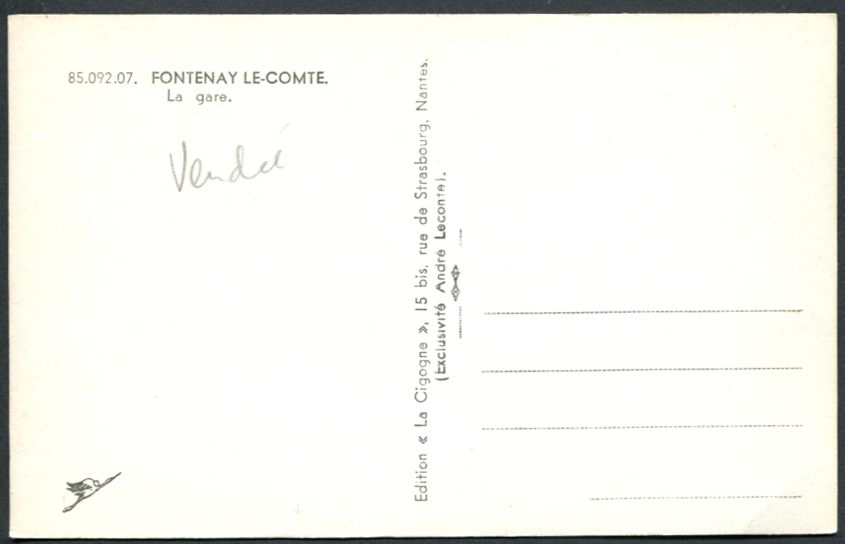 85.092.07. FONTENAY LE-COMTE.
La gare.
Vendée
Edition « La Cigogne », 15 bis, rue de Strasbourg, Nantes.
(Exclusivité André Leconte).